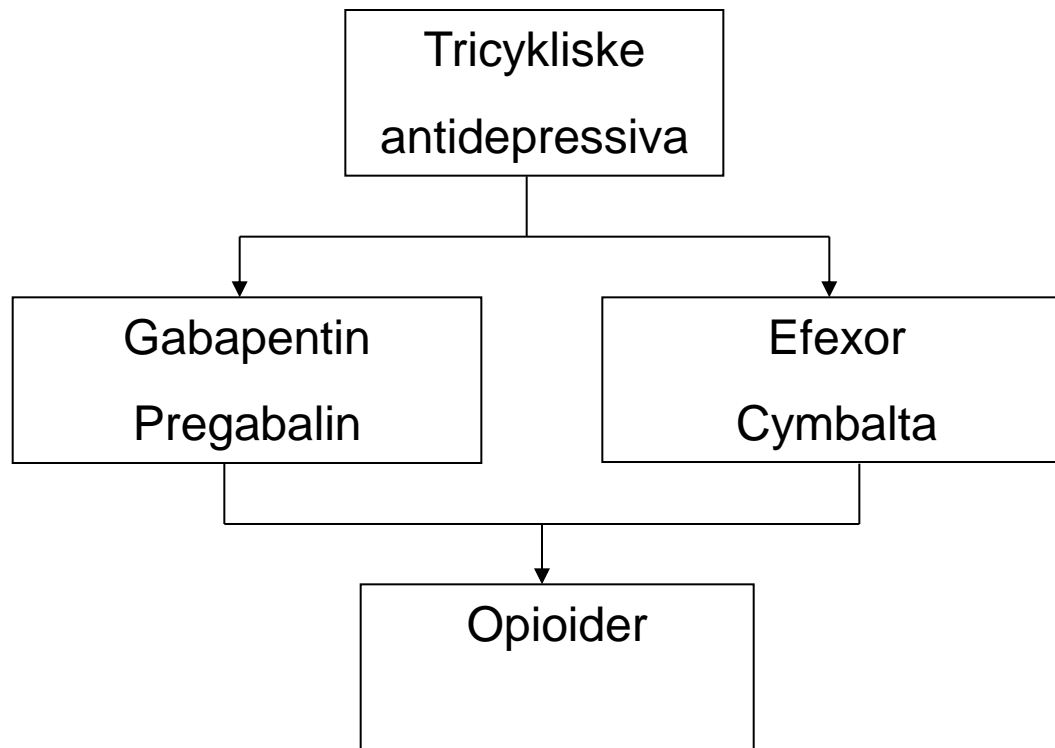 Tricykliske
antidepressiva
Gabapentin
Pregabalin
Efexor
Cymbalta
Opioider